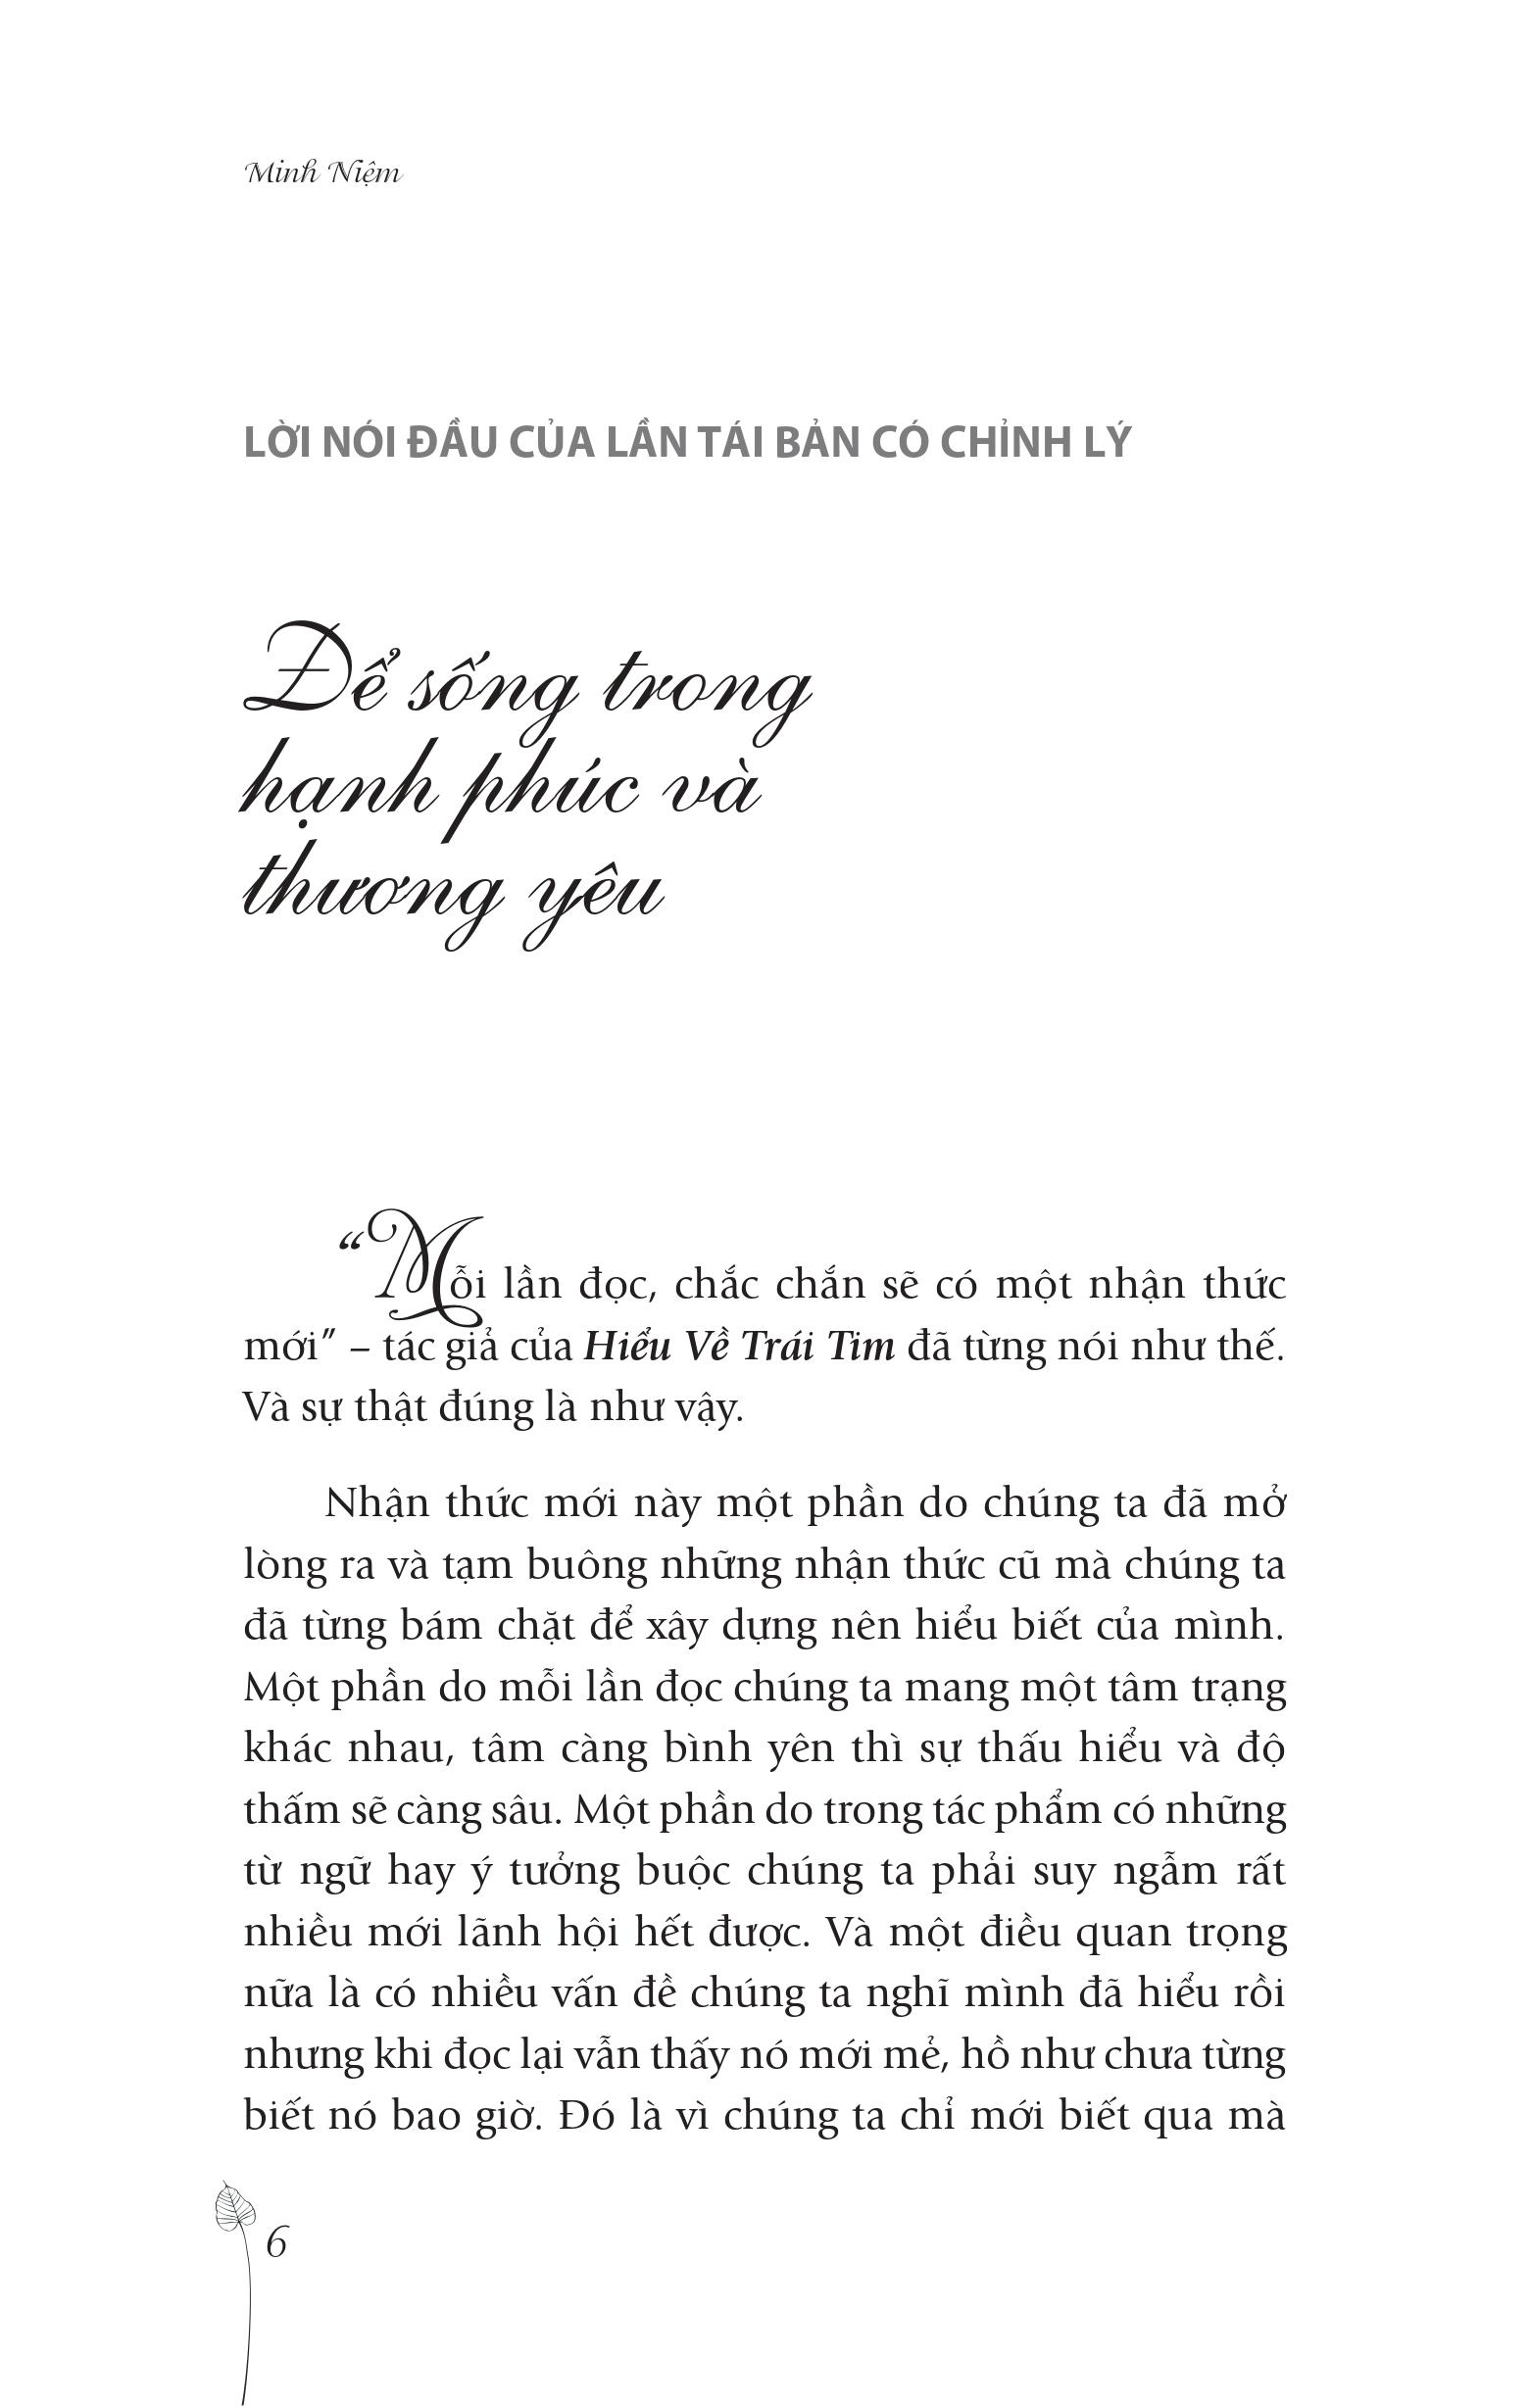 Minh Niệm
LỜI NÓI ĐẦU CỦA LẦN TÁI BẢN CÓ CHỈNH LÝ
Để sống trong
hạnh phúc và
thương yêu
“Mỗi lần đọc, chắc chắn sẽ có một nhận thức
mới” – tác giả của Hiểu Về Trái Tim đã từng nói như thế.
Và sự thật đúng là như vậy.
Nhận thức mới này một phần do chúng ta đã mở
lòng ra và tạm buông những nhận thức cũ mà chúng ta
đã từng bám chặt để xây dựng nên hiểu biết của mình.
Một phần do mỗi lần đọc chúng ta mang một tâm trạng
khác nhau, tâm càng bình yên thì sự thấu hiểu và độ
thấm sẽ càng sâu. Một phần do trong tác phẩm có những
từ ngữ hay ý tưởng buộc chúng ta phải suy ngẫm rất
nhiều mới lãnh hội hết được. Và một điều quan trọng
nữa là có nhiều vấn đề chúng ta nghĩ mình đã hiểu rồi
nhưng khi đọc lại vẫn thấy nó mới mẻ, hồ như chưa từng
biết nó bao giờ. Đó là vì chúng ta chỉ mới biết qua mà
6